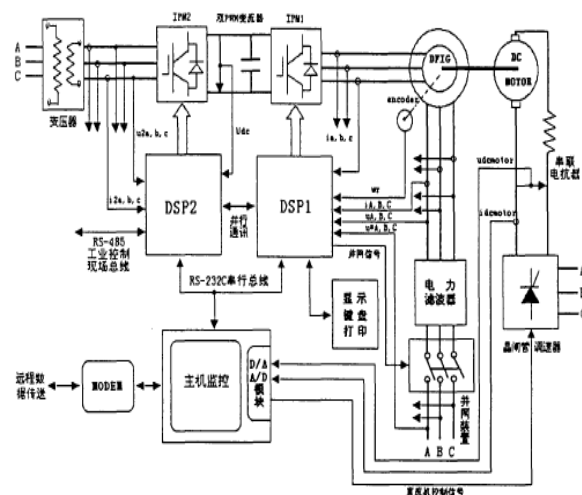 IPM2
双PWM变换器
IPM1
A
B
C
变压器
DFIG
DC
MOTOR
encoder
串联
电抗器
u2a,b,c
Udc
ia,b,c
i2a,b,c
DSP2
并行
通讯
DSP1
wr
iA,B,C
uA,B,C
u*A,B,C
udcmotor
idcmotor
并网信号
RS-485
工业控制
现场总线
RS-232C串行总线
显示
键盘
打印
电 力
滤波器
A
B
晶闸管 调速器
远程数
据传送
MODEM
主机监控
D/A
A/D
模块
并网
装置
A B C
直流机控制信号